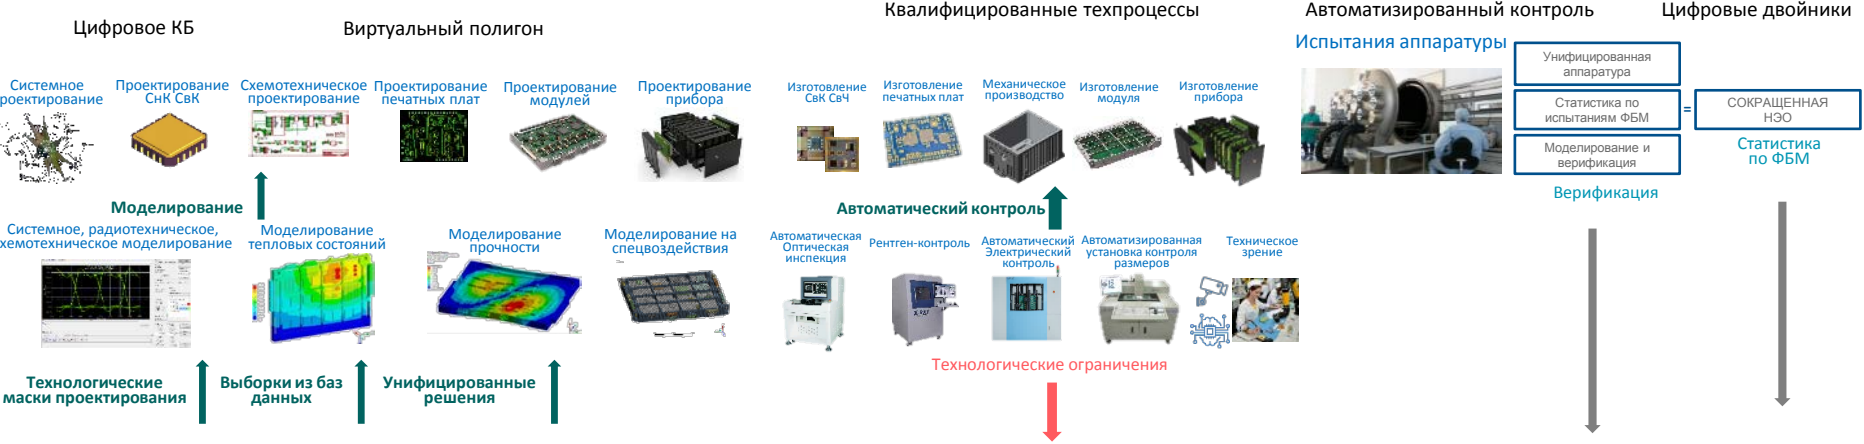 Цифровое КБ
Виртуальный полигон
Квалифицированные техпроцессы
Автоматизированный контроль
Цифровые двойники
Системное
роектирование
Проектирование
СнК СвК
Схемотехническое
проектирование
Проектирование
печатных плат
Проектирование
модулей
Проектирование
прибора
Изготовление
СвК СвЧ
Изготовление
печатных плат
Механическое
производство
Изготовление
модуля
Изготовление
прибора
Испытания аппаратуры
Унифицированная
аппаратура
Статистика по
испытаниям ФБМ
Моделирование и
верификация
=
СОКРАЩЕННАЯ
НЭО
Статистика
по ФБМ
Верификация
Моделирование
Автоматический контроль
Системное, радиотехническое,
хемотехническое моделирование
Моделирование
тепловых состояний
Моделирование
прочности
Моделирование на
спецвоздействия
Автоматическая
Оптическая
инспекция
Рентген-контроль
Автоматический
Электрический
контроль
Автоматизированная
установка контроля
размеров
Техническое
зрение
Технологические ограничения
Технологические
маски проектирования
Выборки из баз
данных
Унифицированные
решения